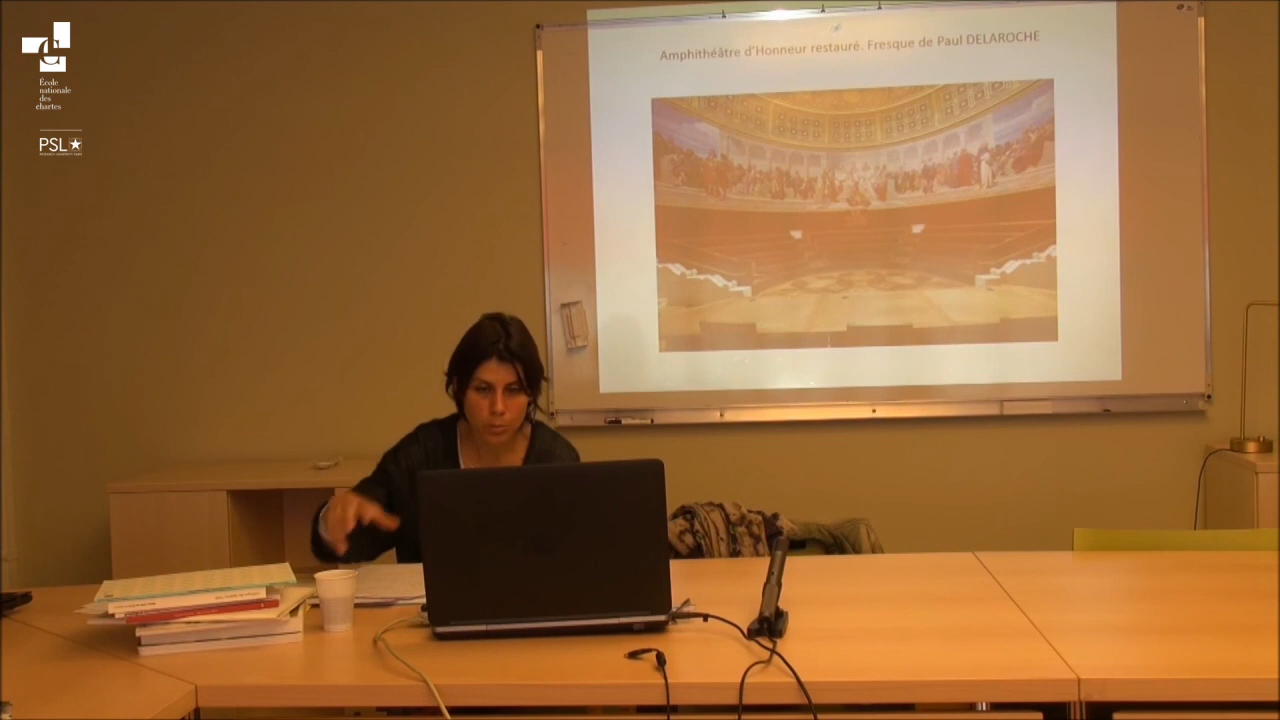 École
nationale
des
chartes
PSL
Amphithéâtre d'Honneur restauré. Fresque de Paul DELAROCHE